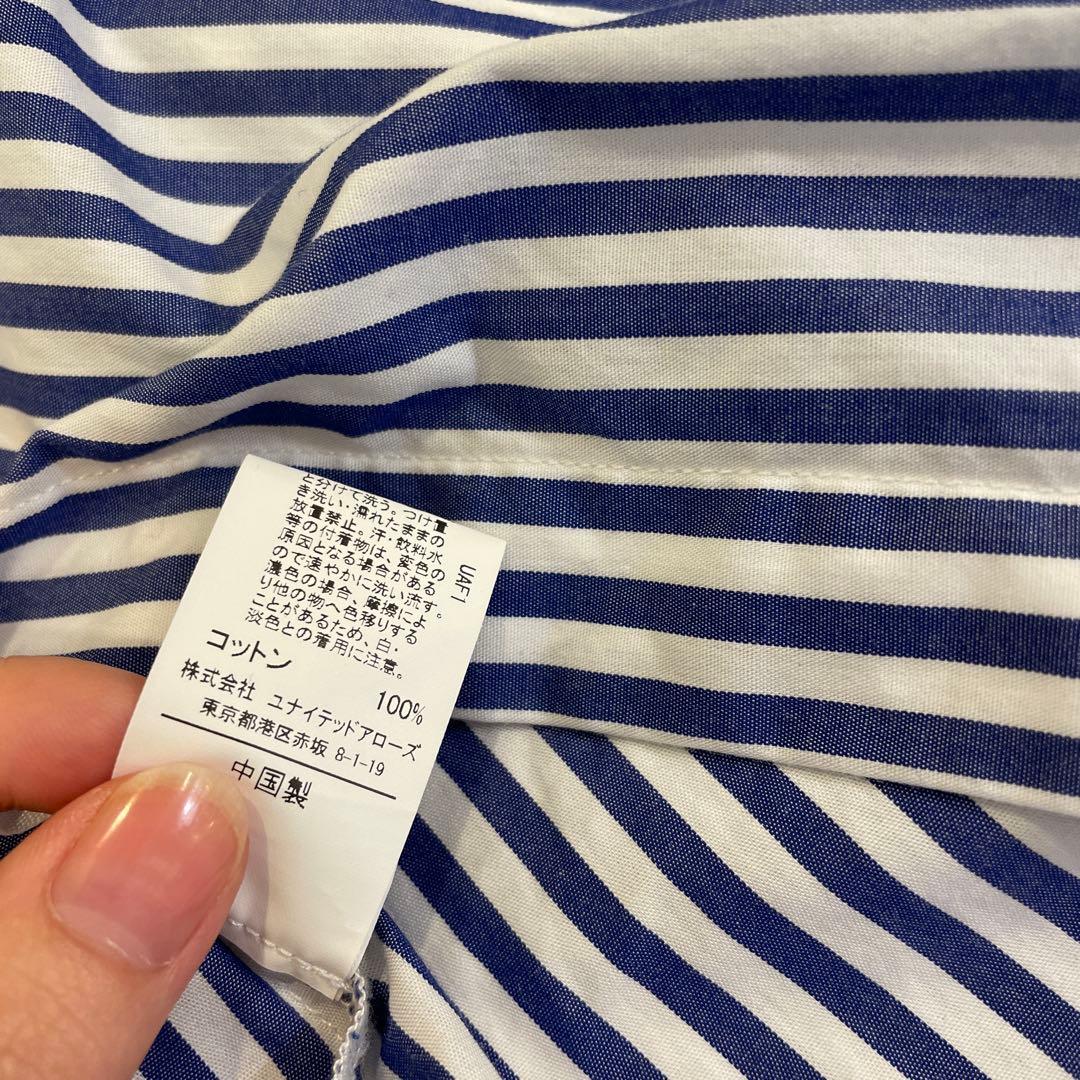 と分けて洗う。つけ置
き洗い・濡れたままの
放置禁止。汗・飲料水
等の付着物は、変色の
原因となる場合がある
ので速やかに洗い流す。
濃色の場合、摩擦によ
り他の物へ色移りする
ことがあるため、白・
淡色との着用に注意。
UAF1
コットン
100%
株式会社 ユナイテッドアローズ
東京都港区赤坂 8-1-19
中国製